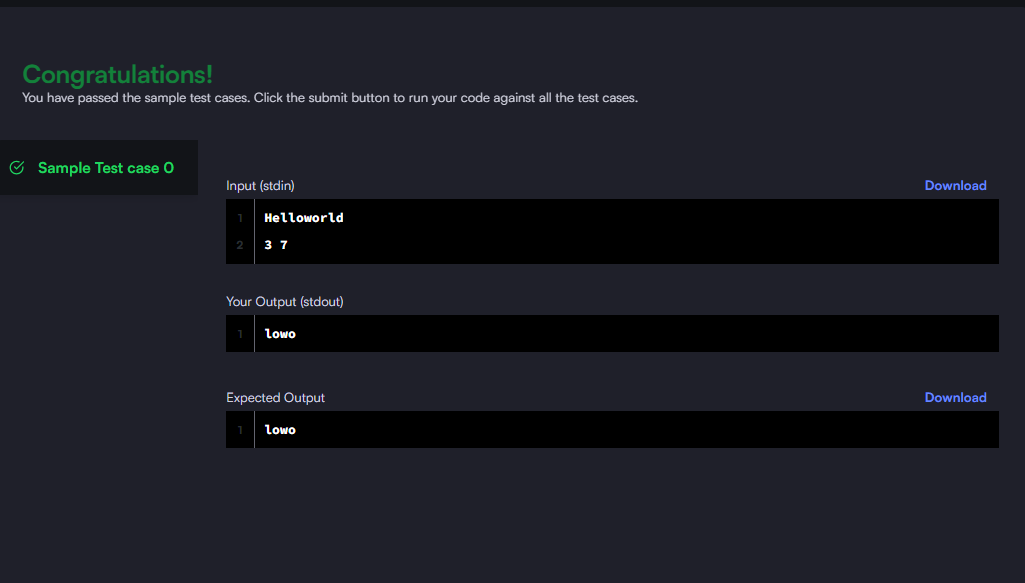 Congratulations!
You have passed the sample test cases. Click the submit button to run your code against all the test cases.
Sample Test case 0
Input (stdin)
Download
1 Helloworld
2 3 7
Your Output (stdout)
1 lowo
Expected Output
Download
1 lowo